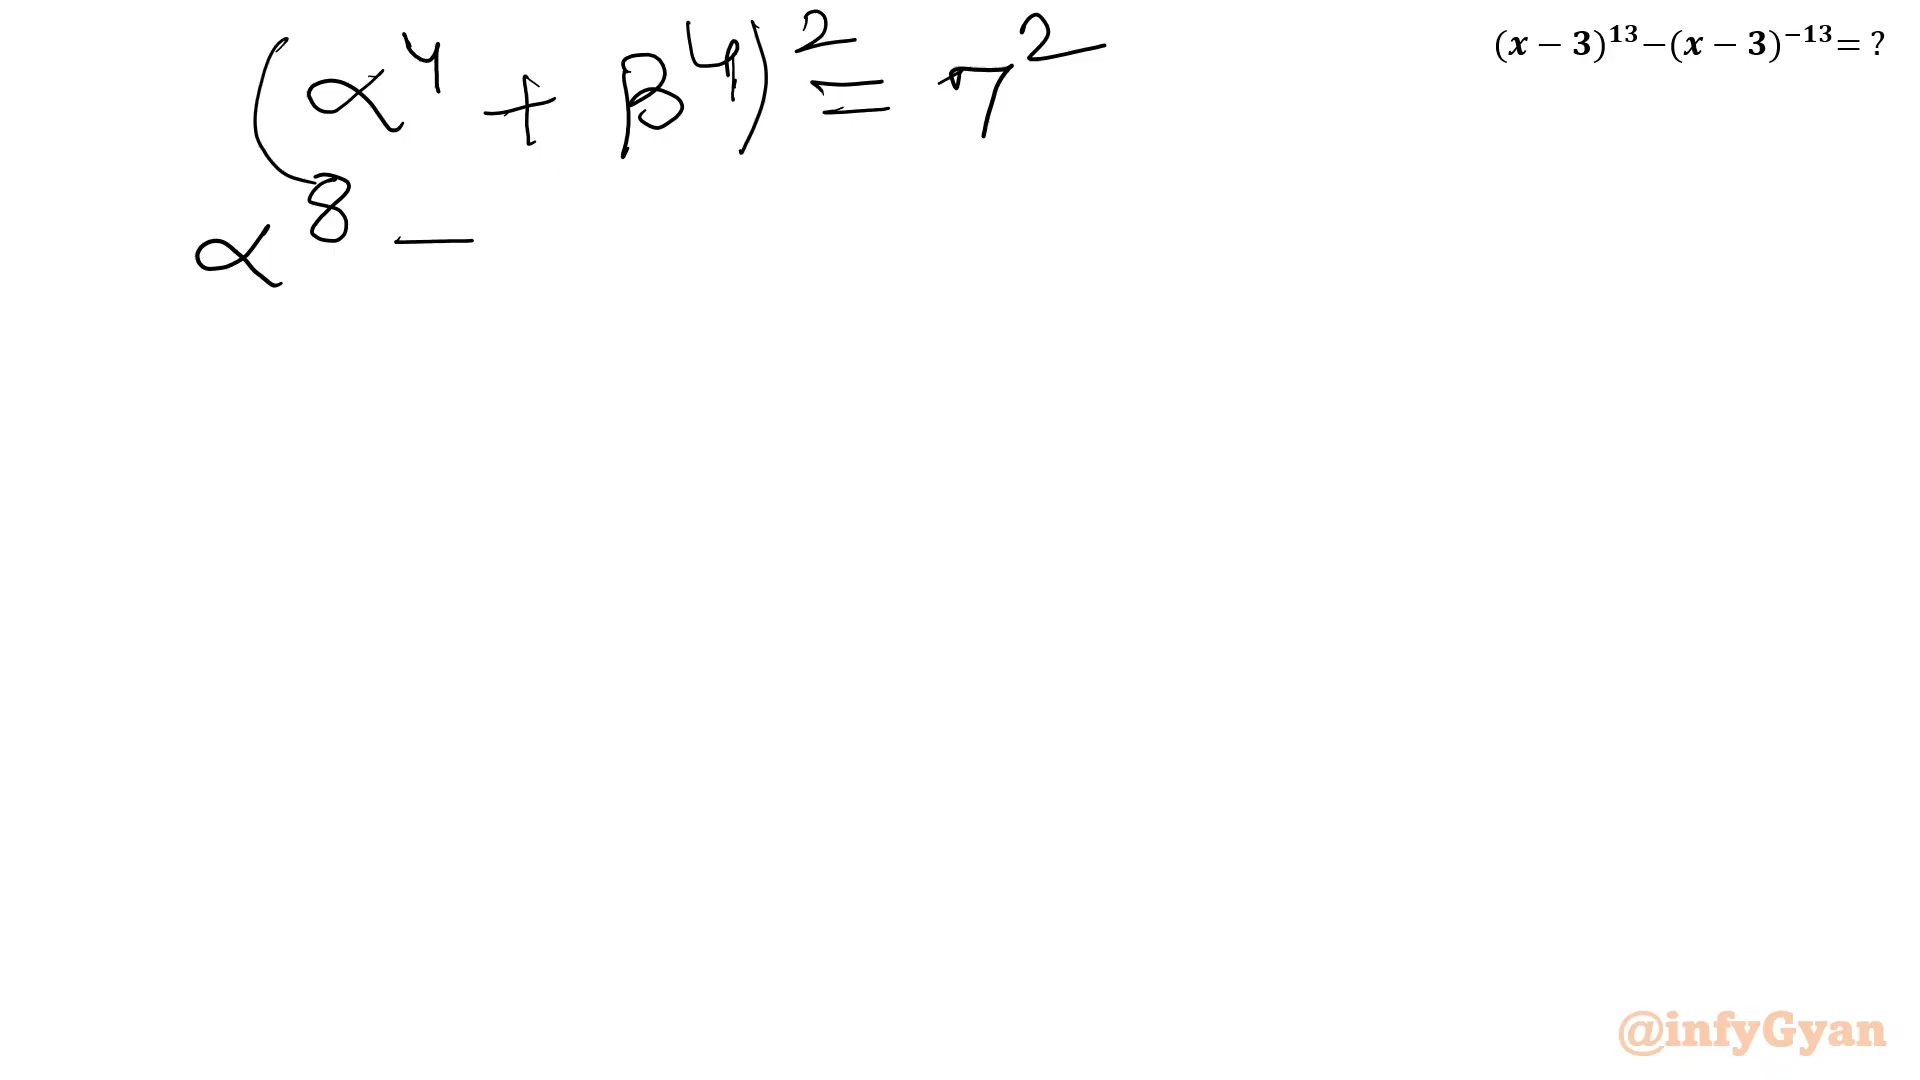 (α⁴ + β⁴)² = 7²
(x − 3)¹³−(x − 3)⁻¹³= ?
α⁸ −
@infyGyan